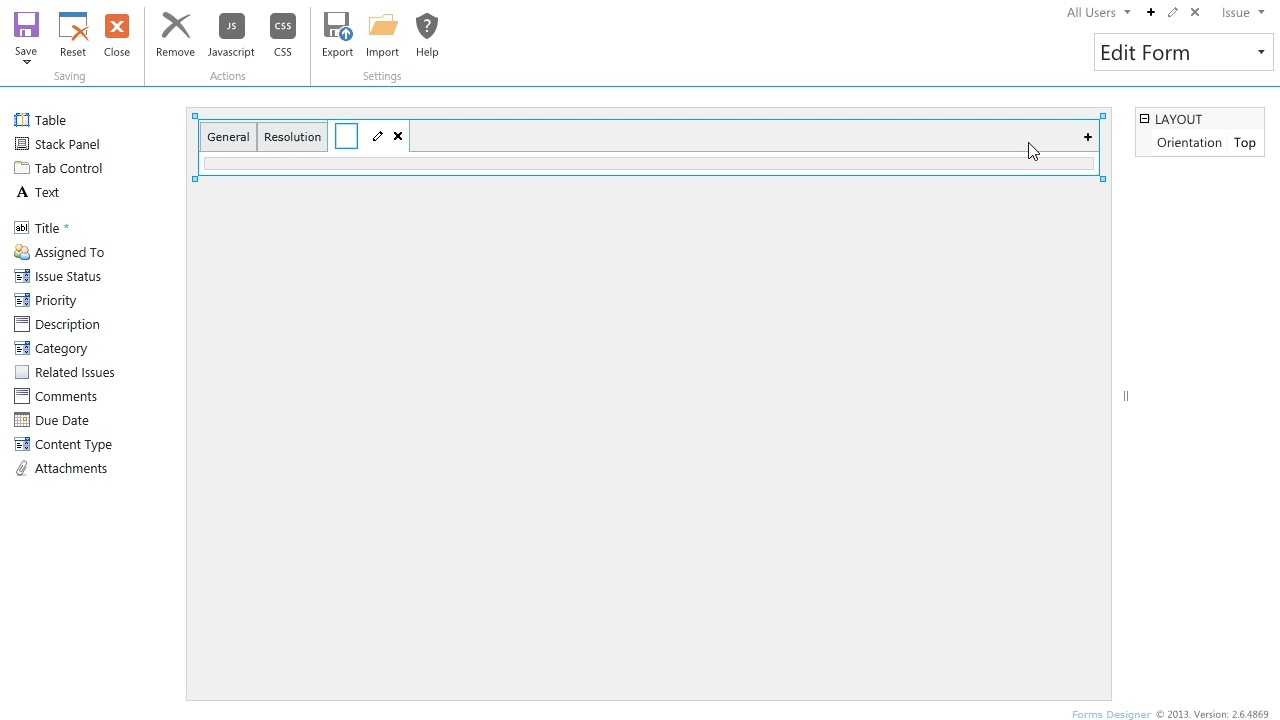 Save
Reset
Close
Remove
JS
Javascript
CSS
CSS
Export
Import
?
Help
Saving
Actions
Settings
All Users
Issue
Edit Form
Table
Stack Panel
Tab Control
A Text
abl Title *
Assigned To
Issue Status
Priority
Description
Category
Related Issues
Comments
Due Date
Content Type
Attachments
General
Resolution
LAYOUT
Orientation Top
Forms Designer © 2013. Version: 2.6.4869